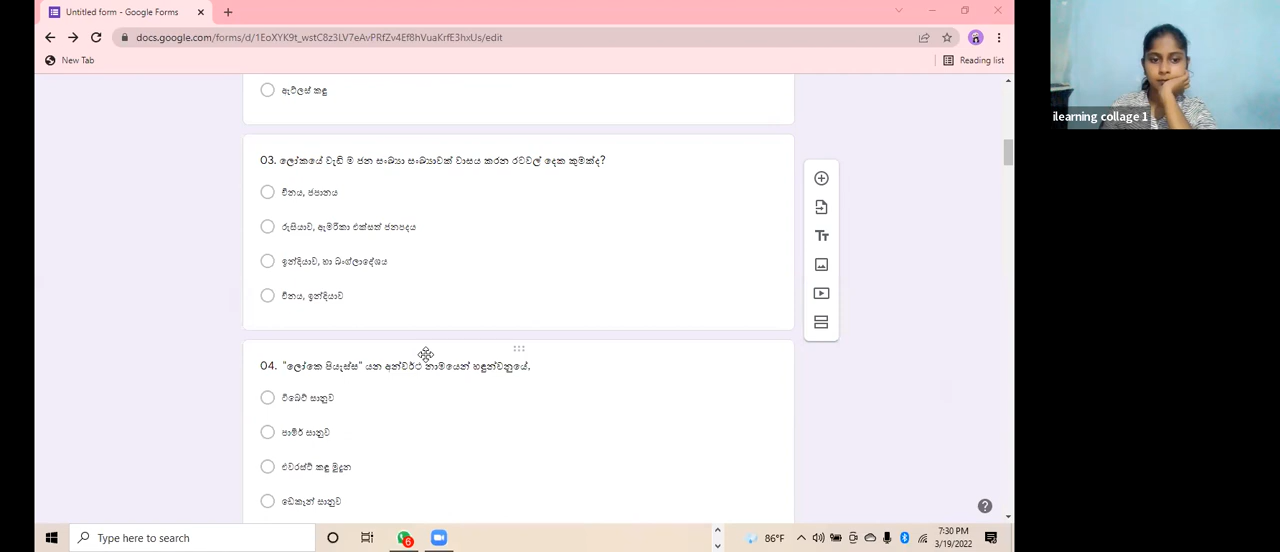 Untitled form - Google Forms
docs.google.com/forms/d/1EoXYK9t_wstC8z3LV7eAvPRfZv4Ef8hVuaKrfE3hxUs/edit
New Tab
Reading list
ඇට්ලස් කඳු
03. ලෝකයේ වැඩි ම ජන සංඛ්‍යා සංඛ්‍යාවක් වාසය කරන රටවල් දෙක කුමක්ද?
චීනය, ජපානය
රුසියාව, ඇමරිකා එක්සත් ජනපදය
ඉන්දියාව, හා බංග්ලාදේශය
චීනය, ඉන්දියාව
04. "ලෝකෙ පියැස්ස" යන අන්වර්ථ නාමයෙන් හඳුන්වනුයේ,
ටිබෙට් සානුව
පාමීර් සානුව
එවරස්ට් කඳු මුදුන
ඩෙකෑන් සානුව
ilearning collage 1
Type here to search
6
86°F
7:30 PM
3/19/2022